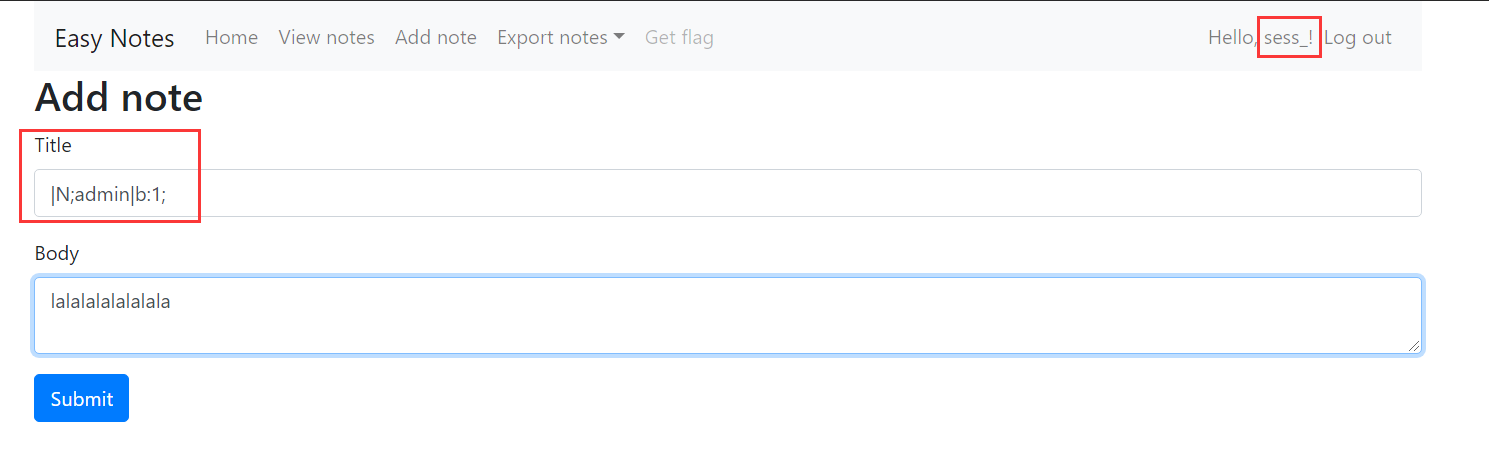 Easy Notes Home View notes Add note Export notes Get flag Hello, sess_! Log out
Add note
Title
|N;admin|b:1;
Body
lalalalalalalala
Submit